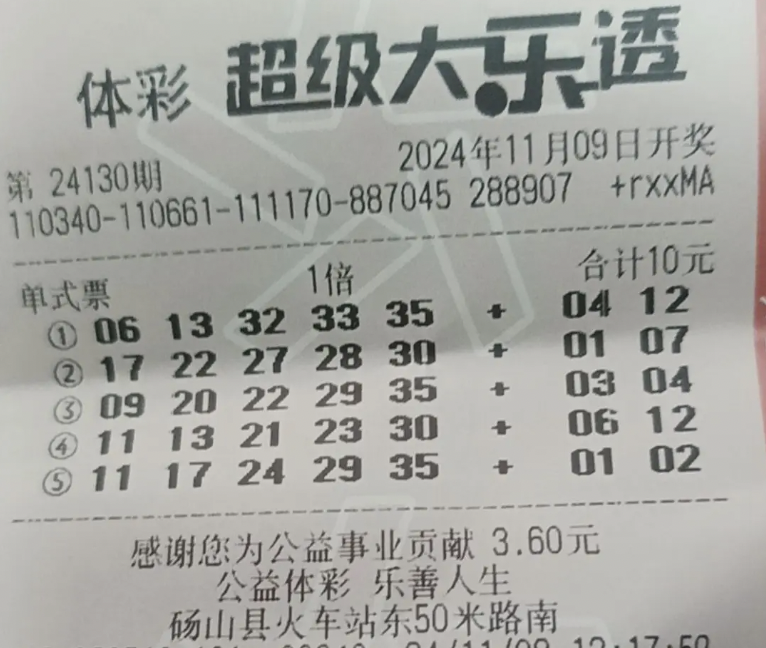 体彩 超级大乐透
第 24130期 2024年11月09日开奖
110340-110661-111170-887045 288907 +rxxMA
单式票 1倍 合计10元
① 06 13 32 33 35 + 04 12
② 17 22 27 28 30 + 01 07
③ 09 20 22 29 35 + 03 04
④ 11 13 21 23 30 + 06 12
⑤ 11 17 24 29 35 + 01 02
感谢您为公益事业贡献 3.60元
公益体彩 乐善人生
砀山县火车站东50米路南